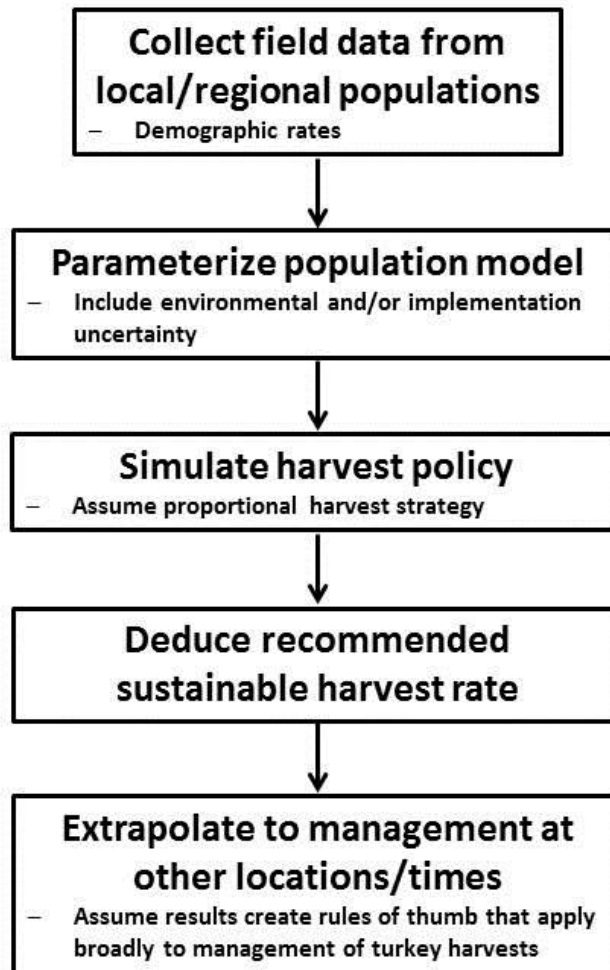 Collect field data from
local/regional populations
– Demographic rates
Parameterize population model
– Include environmental and/or implementation
uncertainty
Simulate harvest policy
– Assume proportional harvest strategy
Deduce recommended
sustainable harvest rate
Extrapolate to management at
other locations/times
– Assume results create rules of thumb that apply
broadly to management of turkey harvests